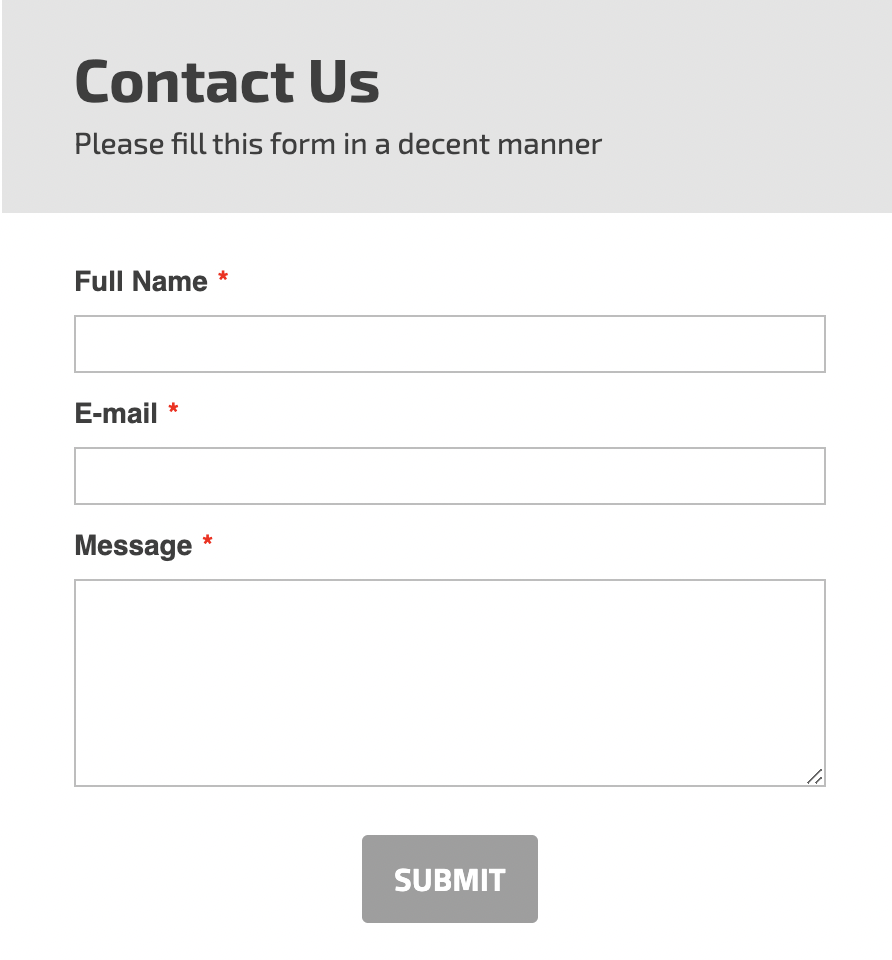 Contact Us
Please fill this form in a decent manner
Full Name *
E-mail *
Message *
SUBMIT